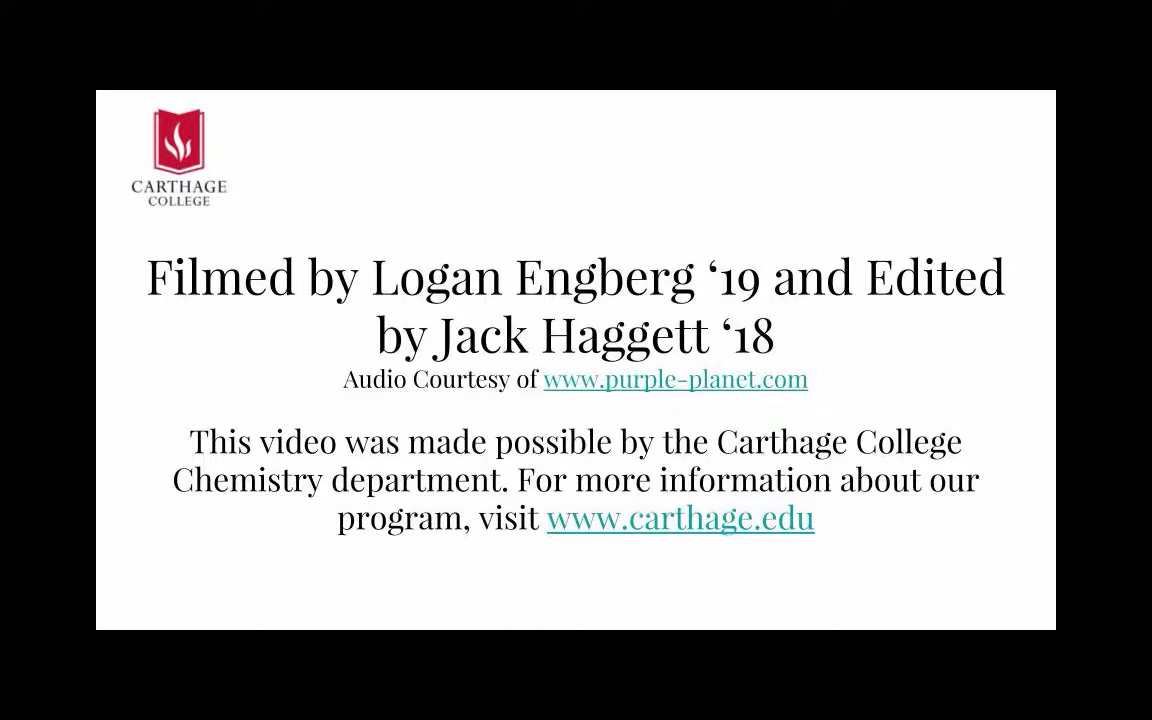 CARTHAGE
COLLEGE
Filmed by Logan Engberg ‘19 and Edited
by Jack Haggett ‘18
Audio Courtesy of www.purple-planet.com
This video was made possible by the Carthage College
Chemistry department. For more information about our
program, visit www.carthage.edu